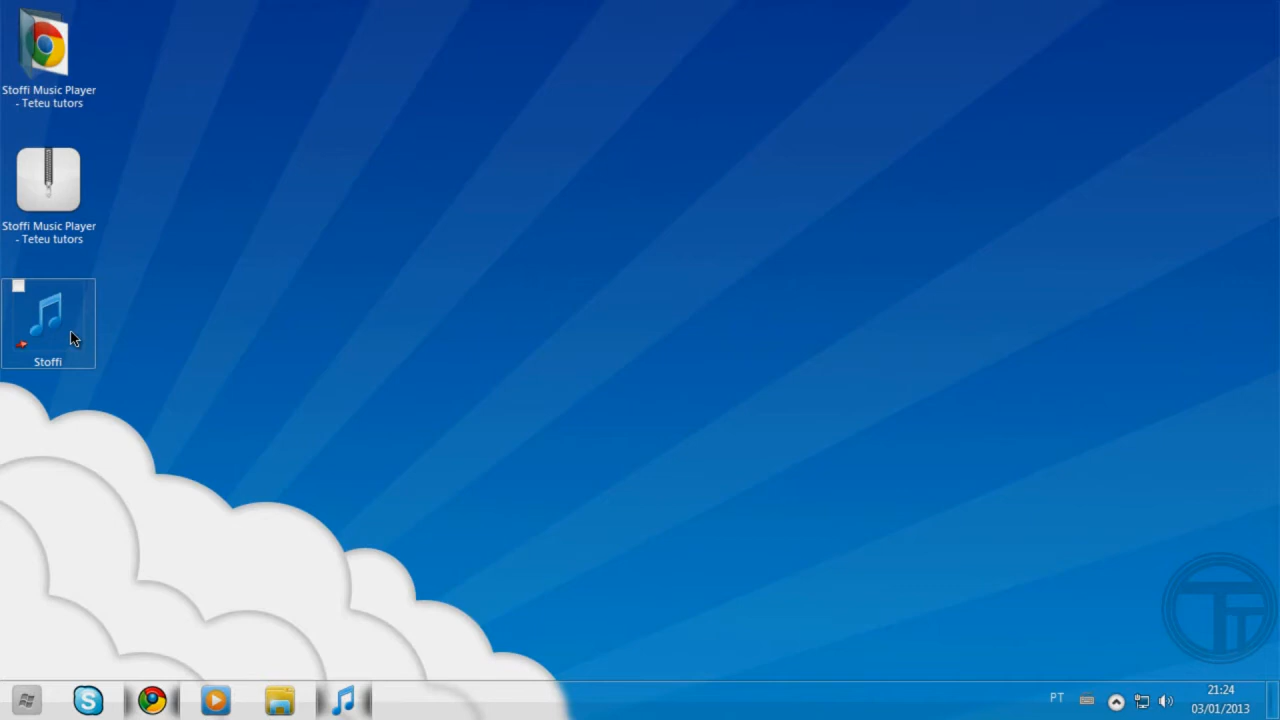 Stoffi Music Player
- Teteu tutors
Stoffi Music Player
- Teteu tutors
Stoffi
PT
21:24
03/01/2013